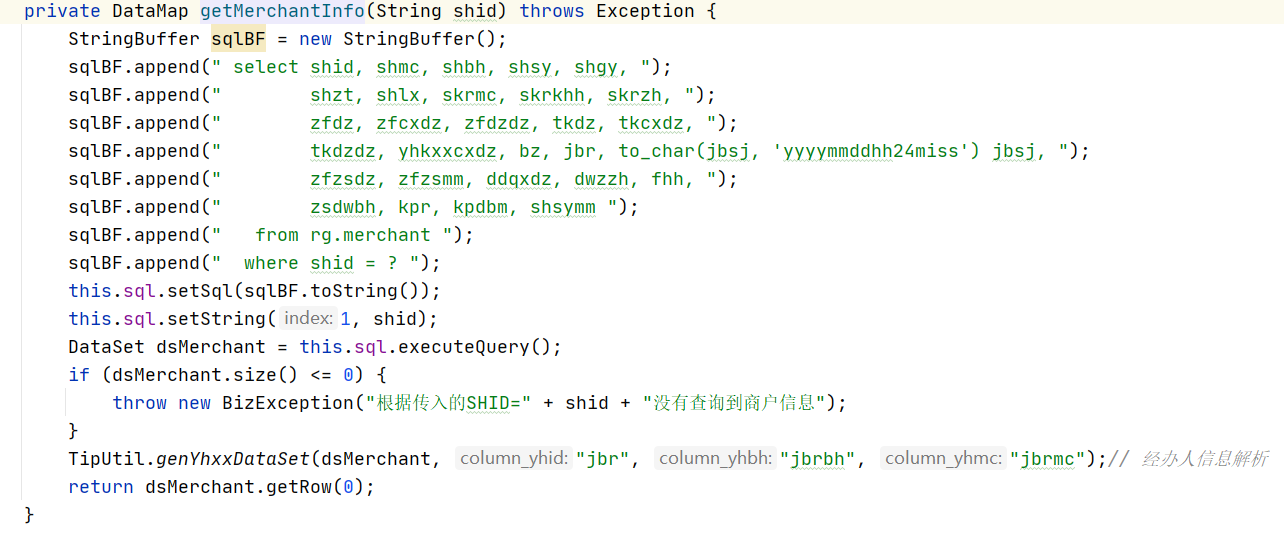 private DataMap getMerchantInfo(String shid) throws Exception {
    StringBuffer sqlBF = new StringBuffer();
    sqlBF.append(" select shid, shmc, shbh, shsy, shgy, ");
    sqlBF.append("        shzt, shlx, skrmc, skrkhh, skrzh, ");
    sqlBF.append("        zfdz, zfcxdz, zfdzdz, tkdz, tkcxdz, ");
    sqlBF.append("        tkdzdz, yhkxxcxdz, bz, jbr, to_char(jbsj, 'yyyymmddhh24miss') jbsj, ");
    sqlBF.append("        zfzsdz, zfzsmm, ddqxdz, dwzzh, fhh, ");
    sqlBF.append("        zsdwbh, kpr, kpdbm, shsymm ");
    sqlBF.append("   from rg.merchant ");
    sqlBF.append("  where shid = ? ");
    this.sql.setSql(sqlBF.toString());
    this.sql.setString( index: 1, shid);
    DataSet dsMerchant = this.sql.executeQuery();
    if (dsMerchant.size() <= 0) {
        throw new BizException("根据传入的SHID=" + shid + "没有查询到商户信息");
    }
    TipUtil.genYhxxDataSet(dsMerchant, column_yhid: "jbr", column_yhbh: "jbrbh", column_yhmc: "jbrmc");// 经办人信息解析
    return dsMerchant.getRow(0);
}